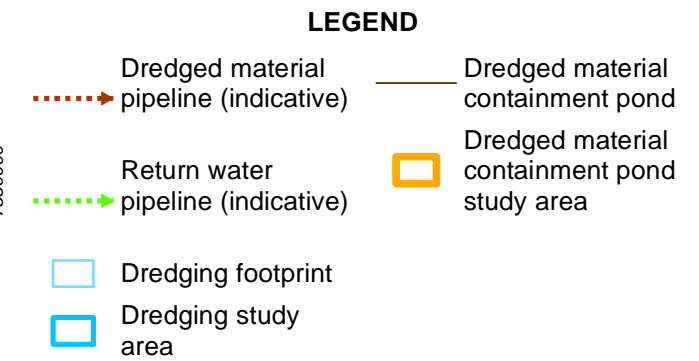 LEGEND
Dredged material
pipeline (indicative)
Return water
pipeline (indicative)
Dredging footprint
Dredging study
area
Dredged material
containment pond
Dredged material
containment pond
study area